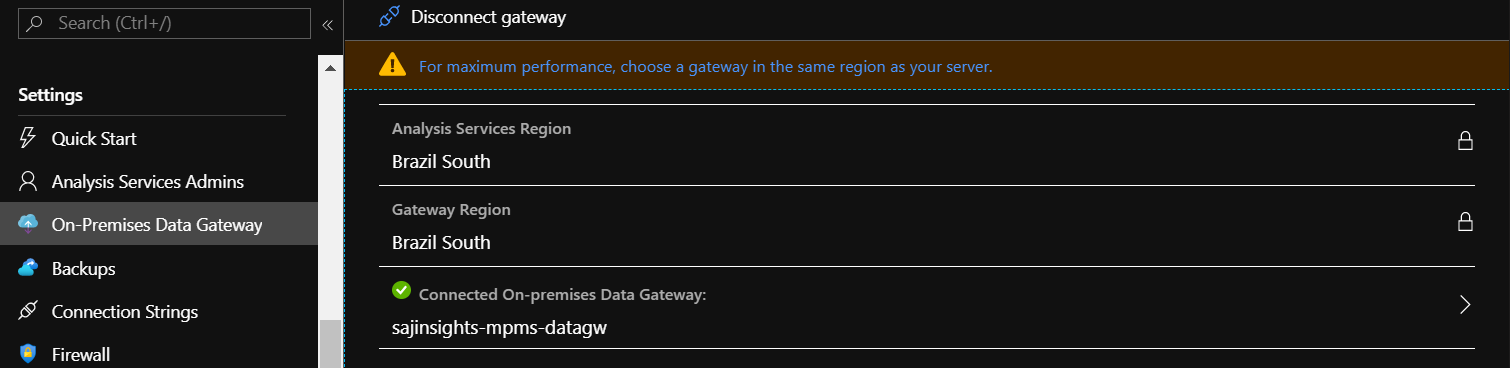 Search (Ctrl+/)
«
Settings
Quick Start
Analysis Services Admins
On-Premises Data Gateway
Backups
Connection Strings
Firewall
Disconnect gateway
For maximum performance, choose a gateway in the same region as your server.
Analysis Services Region
Brazil South
Gateway Region
Brazil South
Connected On-premises Data Gateway:
sajinsights-mpms-datagw